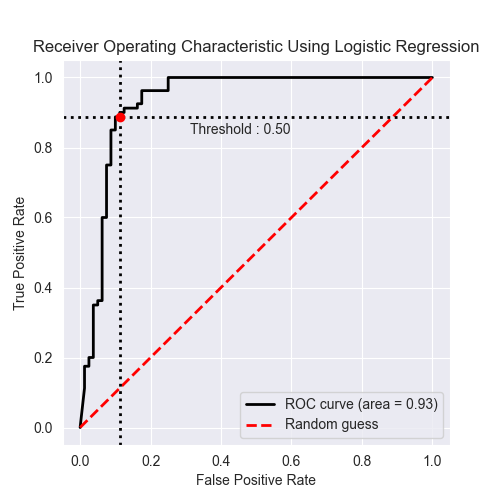 Receiver Operating Characteristic Using Logistic Regression
1.0
0.8
0.6
0.4
0.2
0.0
True Positive Rate
Threshold : 0.50
ROC curve (area = 0.93)
Random guess
0.0 0.2 0.4 0.6 0.8 1.0
False Positive Rate